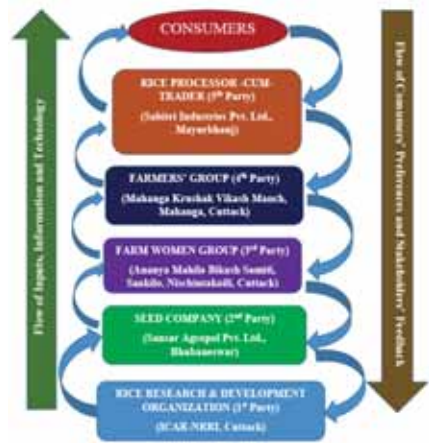 CONSUMERS
RICE PROCESSOR -CUM-
TRADER (5th Party)
(Sabitri Industries Pvt. Ltd.,
Mayurbhanj)
FARMERS' GROUP (4th Party)
(Mahanga Krushak Vikash Manch,
Mahanga, Cuttack)
FARM WOMEN GROUP (3rd Party)
(Ananya Mahila Bikash Samiti,
Sankilo, Nischintakoili, Cuttack)
SEED COMPANY (2nd Party)
(Sansar Agropol Pvt. Ltd.,
Bhubaneswar)
RICE RESEARCH & DEVELOPMENT
ORGANIZATION (1st Party)
(ICAR-NRRI, Cuttack)
Flow of Inputs, Information and Technology
Flow of Consumers' Preferences and Stakeholders' Feedback